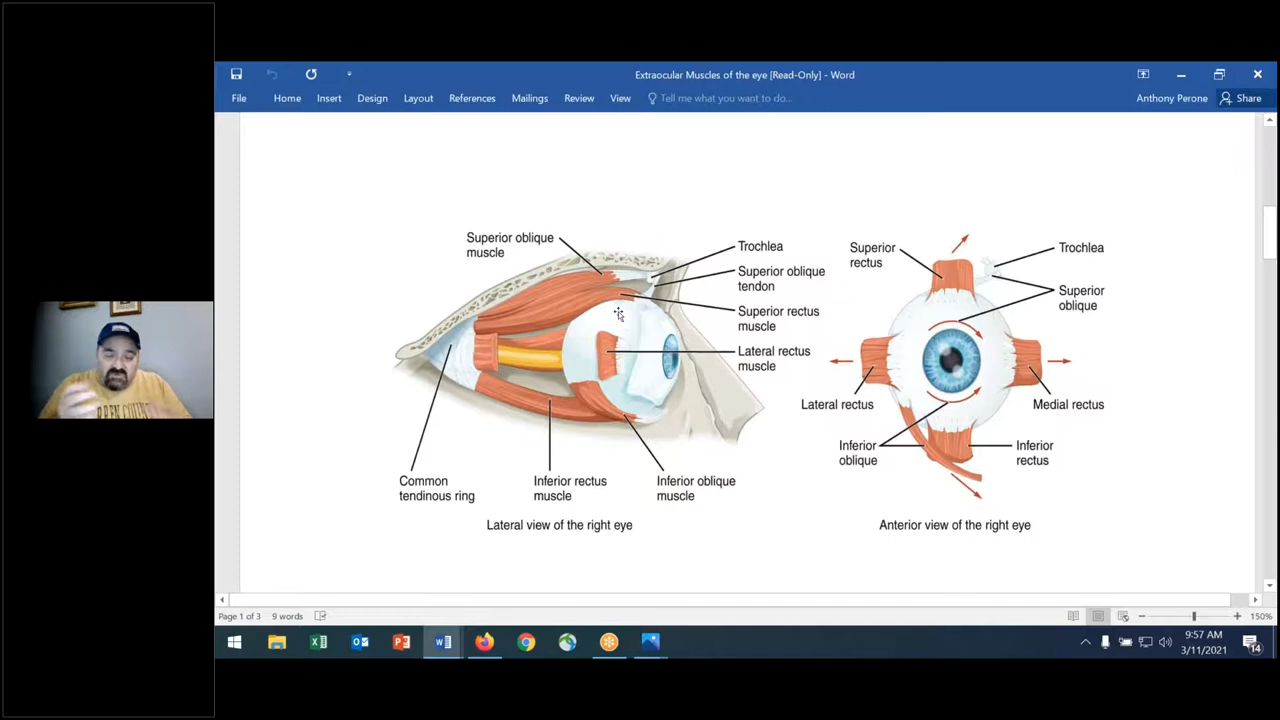 Extraocular Muscles of the eye [Read-Only] - Word
File Home Insert Design Layout References Mailings Review View Tell me what you want to do... Anthony Perone Share
Superior oblique
muscle
Trochlea
Superior oblique
tendon
Superior rectus
muscle
Lateral rectus
muscle
Common
tendinous ring
Inferior rectus
muscle
Inferior oblique
muscle
Lateral view of the right eye
Superior
rectus
Trochlea
Superior
oblique
Lateral rectus
Medial rectus
Inferior
oblique
Inferior
rectus
Anterior view of the right eye
Page 1 of 3 9 words 150%
9:57 AM
3/11/2021
14